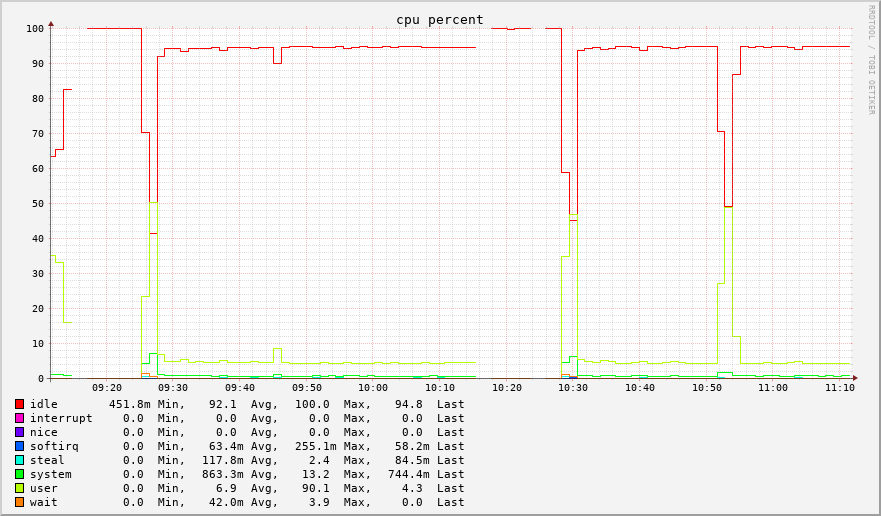 cpu percent
RRDTOOL / TOBI OETIKER
100
90
80
70
60
50
40
30
20
10
0
09:20 09:30 09:40 09:50 10:00 10:10 10:20 10:30 10:40 10:50 11:00 11:10
idle 451.8m Min, 92.1 Avg, 100.0 Max, 94.8 Last
interrupt 0.0 Min, 0.0 Avg, 0.0 Max, 0.0 Last
nice 0.0 Min, 0.0 Avg, 0.0 Max, 0.0 Last
softirq 0.0 Min, 63.4m Avg, 255.1m Max, 58.2m Last
steal 0.0 Min, 117.8m Avg, 2.4 Max, 84.5m Last
system 0.0 Min, 863.3m Avg, 13.2 Max, 744.4m Last
user 0.0 Min, 6.9 Avg, 90.1 Max, 4.3 Last
wait 0.0 Min, 42.0m Avg, 3.9 Max, 0.0 Last